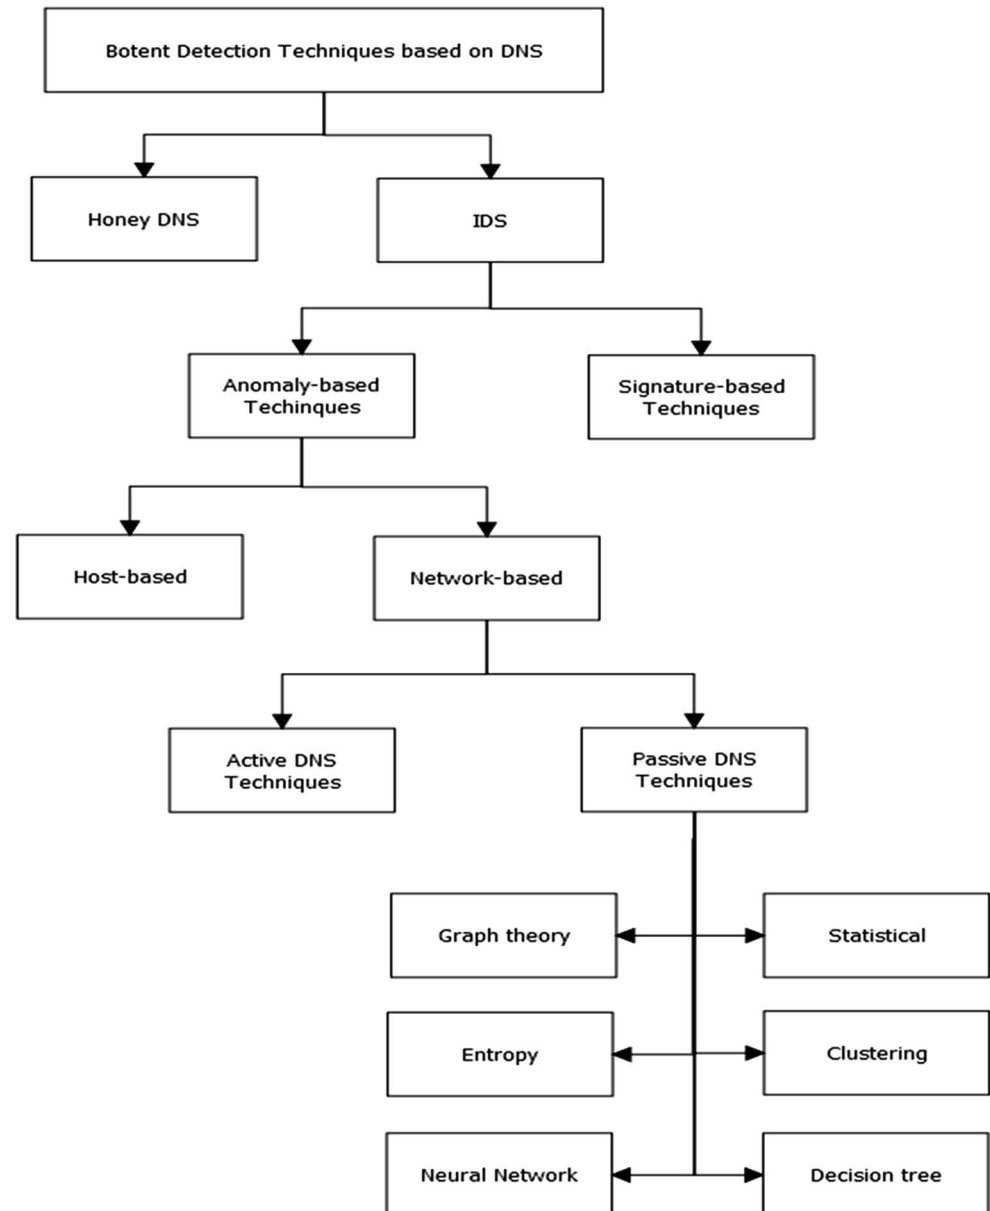 Botent Detection Techniques based on DNS
Honey DNS
IDS
Anomaly-based
Techinques
Signature-based
Techniques
Host-based
Network-based
Active DNS
Techniques
Passive DNS
Techniques
Graph theory
Statistical
Entropy
Clustering
Neural Network
Decision tree